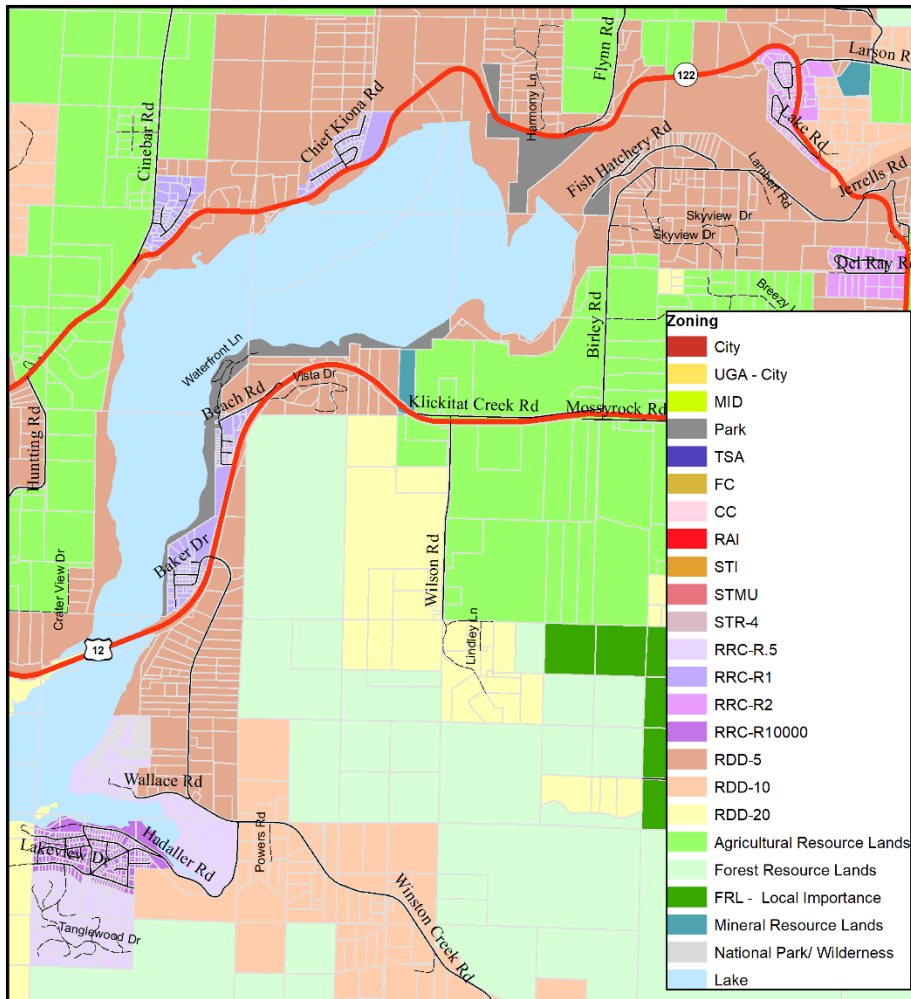 Flynn Rd
Larson R
122
Harmony Ln
Chief Kiona Rd
Cinebar Rd
Lake Rd
Fish Hatchery Rd
Lambert Rd
Jerrells Rd
Skyview Dr
Skyview Dr
Del Ray Rd
Breezy L
Birley Rd
Waterfront Ln
Vista Dr
Beach Rd
Klickitat Creek Rd
Mossyrock Rd
Huntting Rd
Baker Dr
Wilson Rd
Crater View Dr
Lindley Ln
12
Wallace Rd
Powers Rd
Hadaller Rd
Lakeview Dr
Winston Creek Rd
Tanglewood Dr
Zoning
City
UGA - City
MID
Park
TSA
FC
CC
RAI
STI
STMU
STR-4
RRC-R.5
RRC-R1
RRC-R2
RRC-R10000
RDD-5
RDD-10
RDD-20
Agricultural Resource Lands
Forest Resource Lands
FRL - Local Importance
Mineral Resource Lands
National Park/ Wilderness
Lake